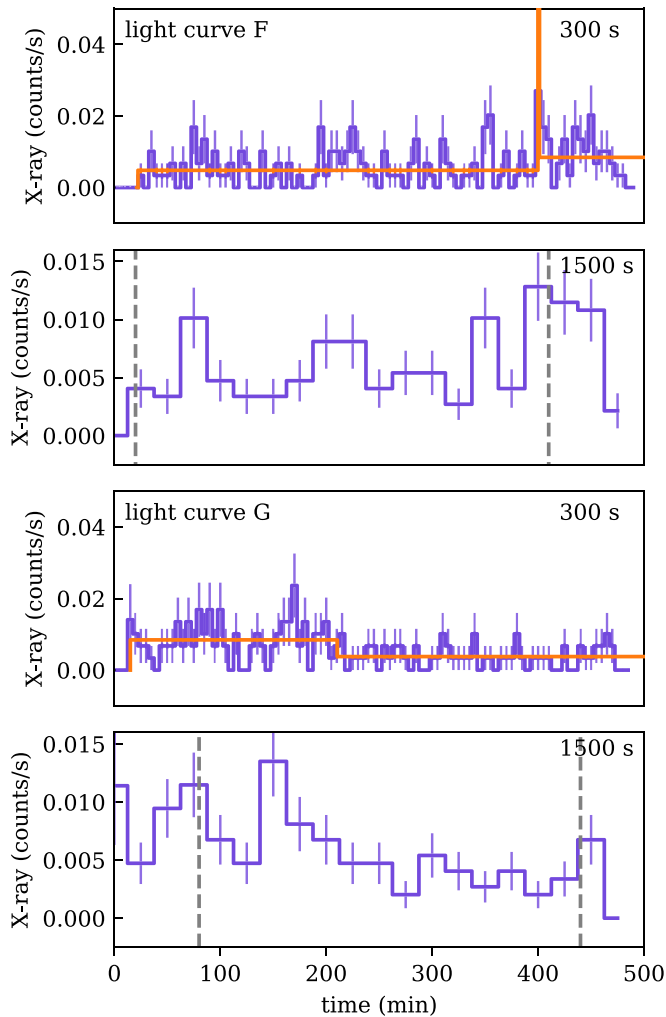 light curve F 300 s
X-ray (counts/s)
0.04
0.02
0.00
1500 s
X-ray (counts/s)
0.015
0.010
0.005
0.000
light curve G 300 s
X-ray (counts/s)
0.04
0.02
0.00
1500 s
X-ray (counts/s)
0.015
0.010
0.005
0.000
0 100 200 300 400 500
time (min)